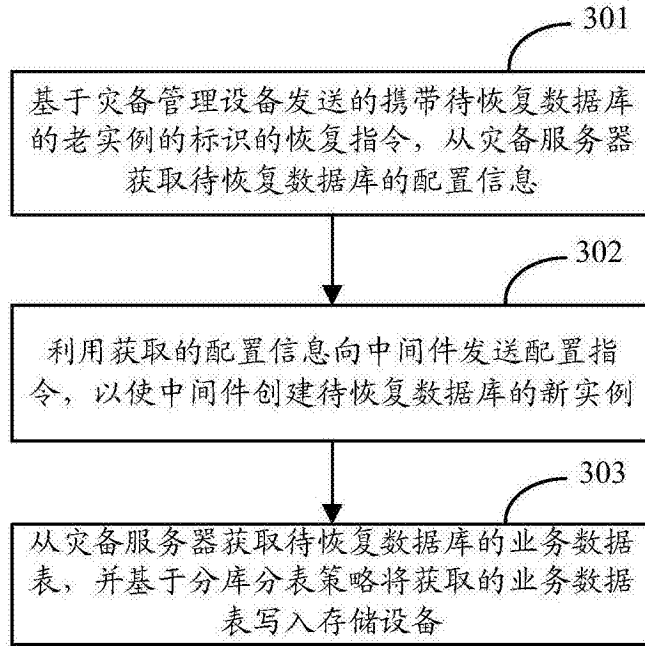 301
基于灾备管理设备发送的携带待恢复数据库
的老实例的标识的恢复指令，从灾备服务器
获取待恢复数据库的配置信息
302
利用获取的配置信息向中间件发送配置指
令，以使中间件创建待恢复数据库的新实例
303
从灾备服务器获取待恢复数据库的业务数据
表，并基于分库分表策略将获取的业务数据
表写入存储设备